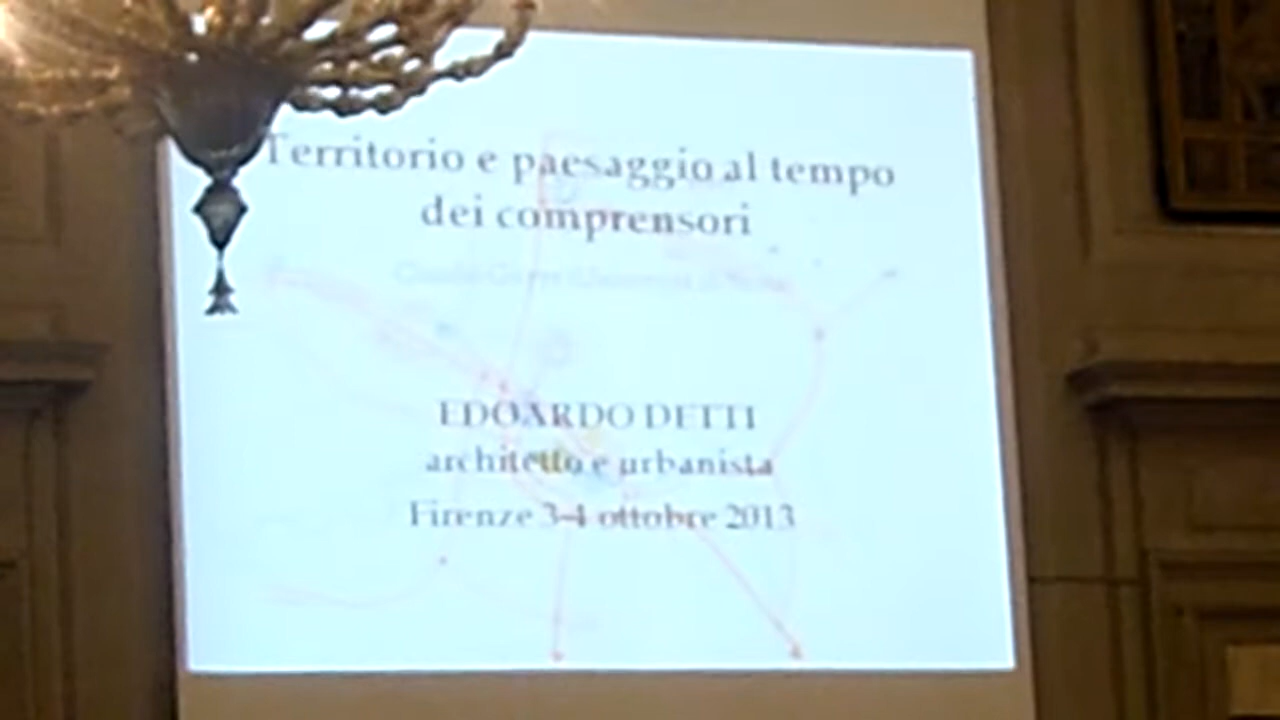 Territorio e paesaggio al tempo
dei comprensori
EDOARDO DETTI
architetto e urbanista
Firenze 3-4 ottobre 2013